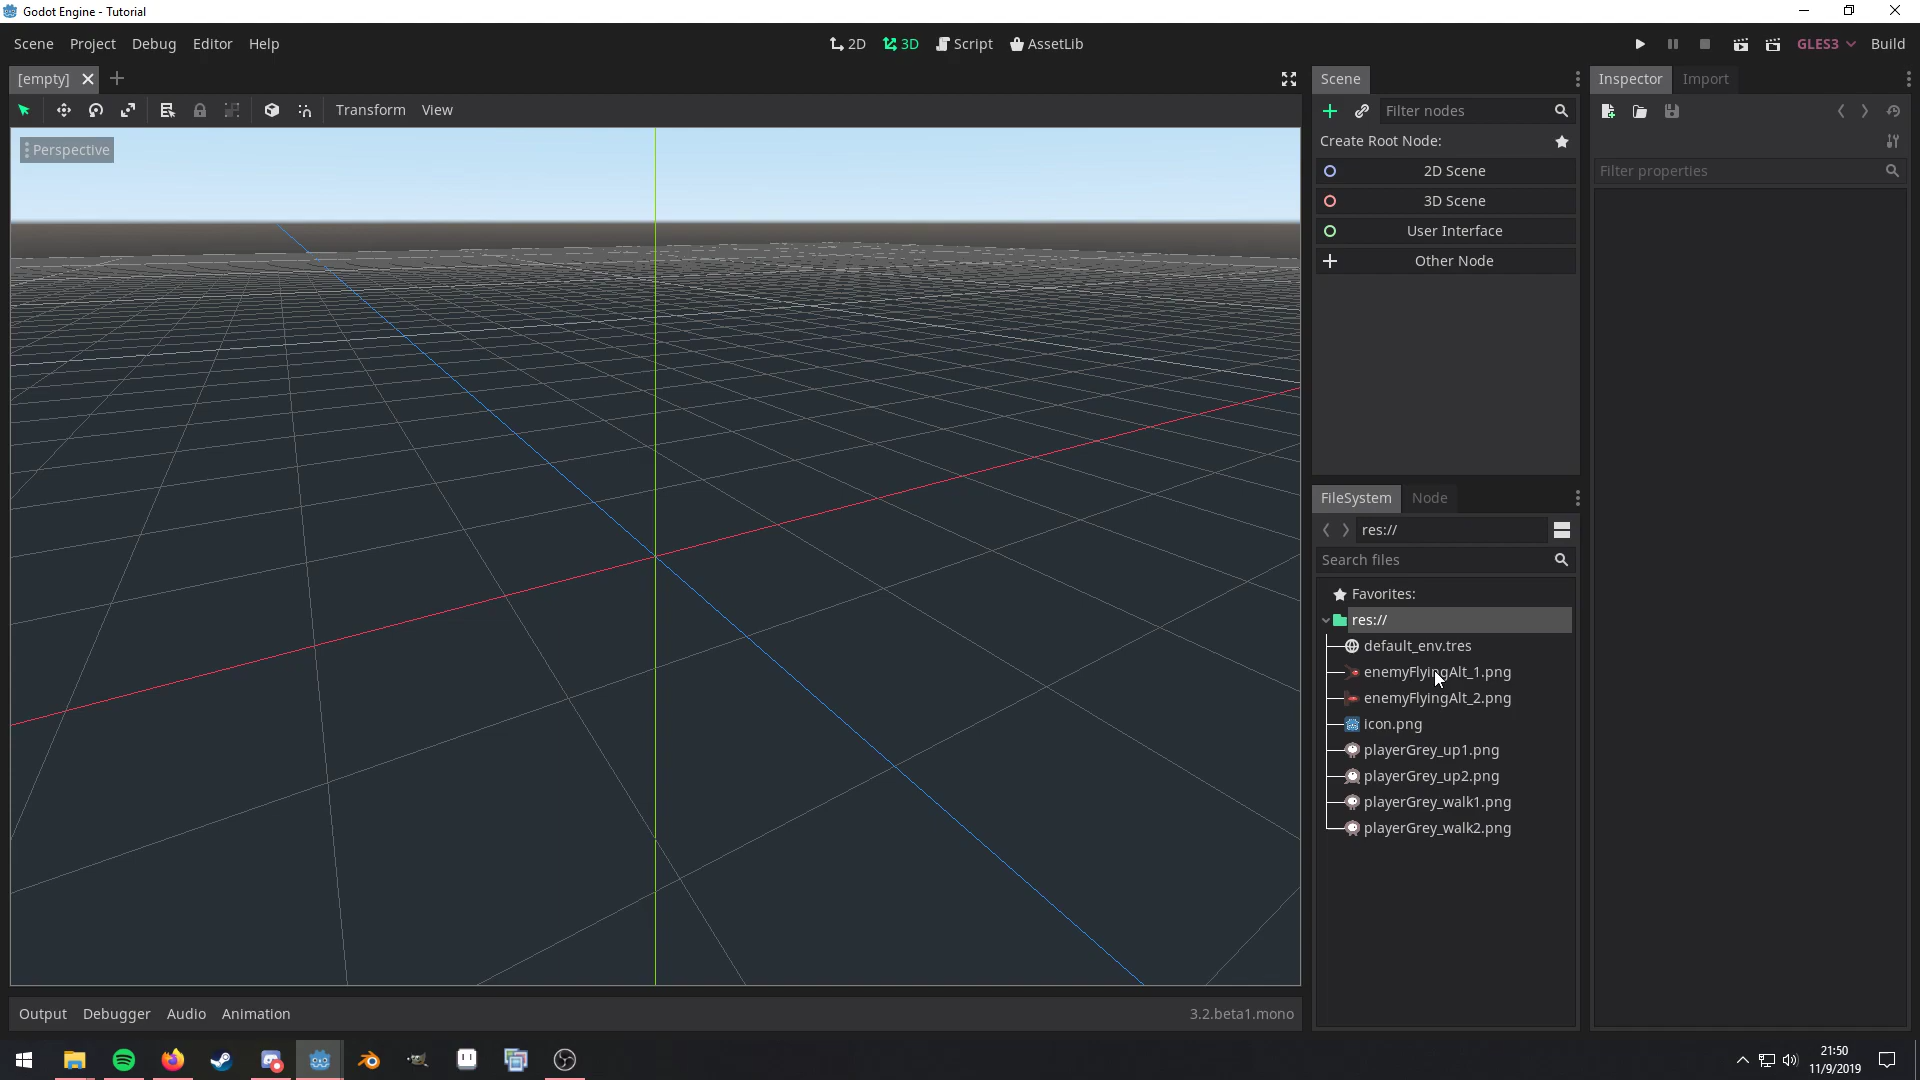 Godot Engine - Tutorial
Scene Project Debug Editor Help
2D 3D Script AssetLib
GLES3 Build
[empty]
Transform View
Perspective
Scene
Filter nodes
Create Root Node:
2D Scene
3D Scene
User Interface
Other Node
Inspector Import
Filter properties
FileSystem Node
res://
Search files
Favorites:
res://
default_env.tres
enemyFlyingAlt_1.png
enemyFlyingAlt_2.png
icon.png
playerGrey_up1.png
playerGrey_up2.png
playerGrey_walk1.png
playerGrey_walk2.png
Output Debugger Audio Animation
3.2.beta1.mono
21:50
11/9/2019